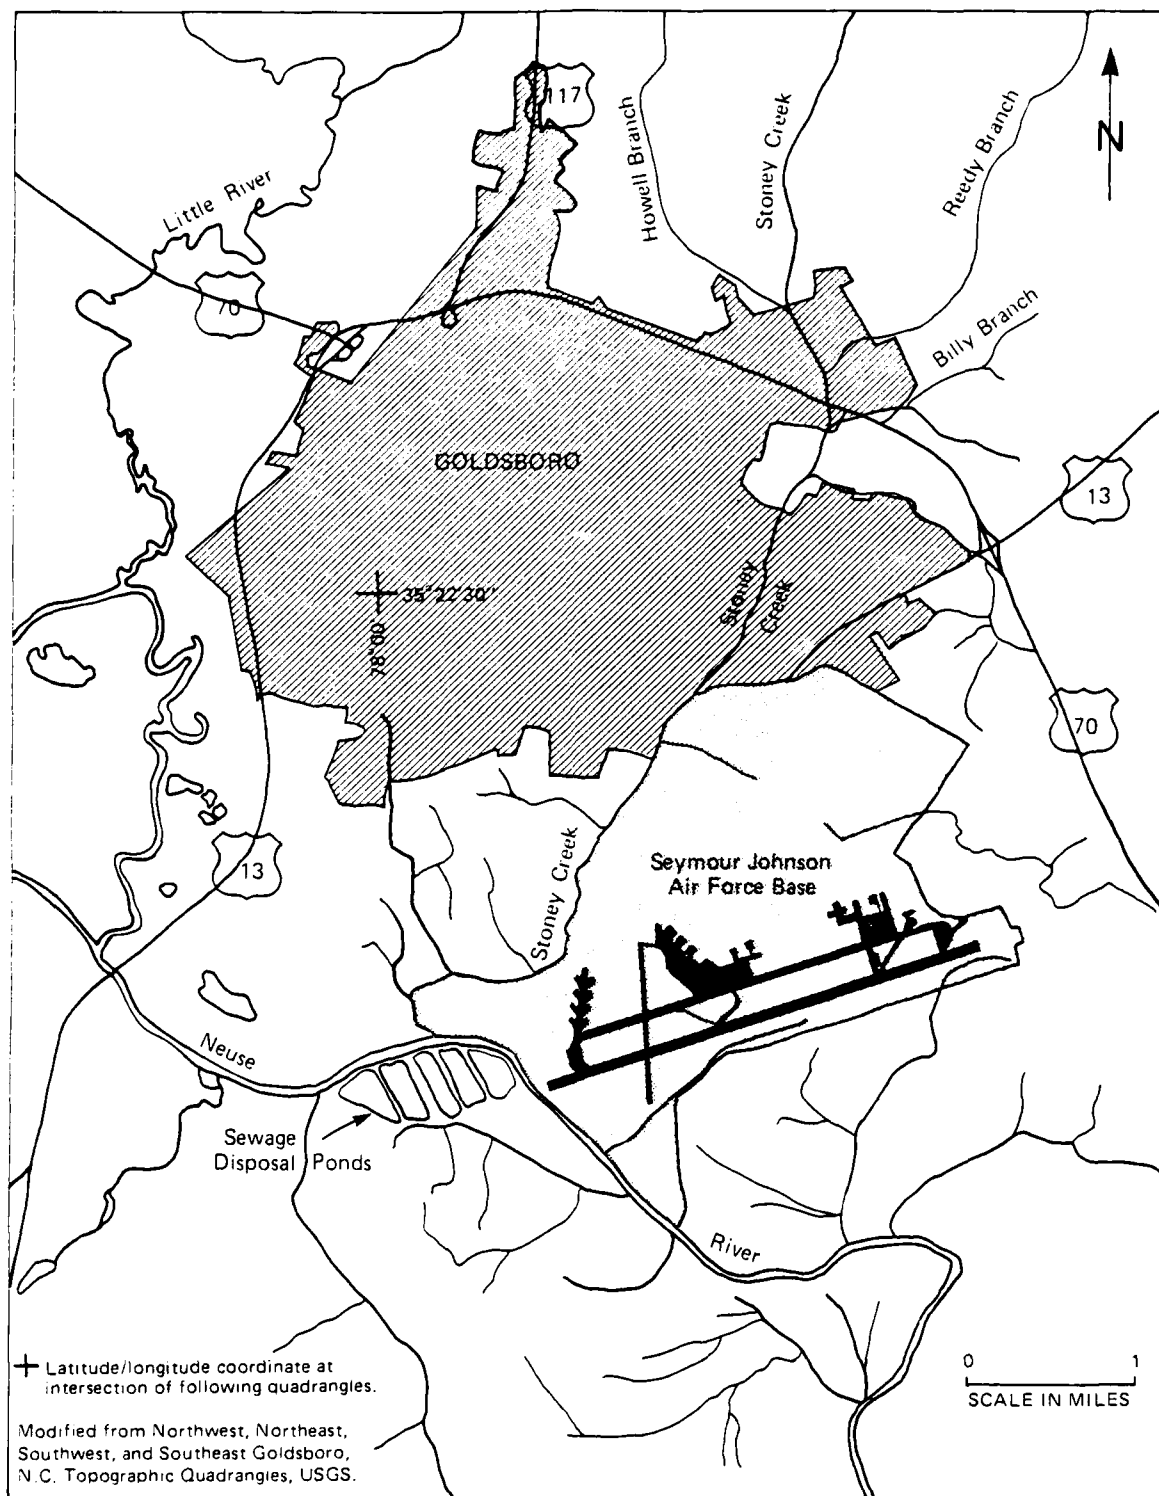 117
N
Howell Branch
Stoney Creek
Reedy Branch
Little River
70
Billy Branch
GOLDSBORO
13
35°22'30"
78°00'
Stoney
Creek
70
13
Stoney Creek
Seymour Johnson
Air Force Base
Neuse
Sewage
Disposal Ponds
River
+ Latitude/longitude coordinate at
intersection of following quadrangles.
0 1
SCALE IN MILES
Modified from Northwest, Northeast,
Southwest, and Southeast Goldsboro,
N.C. Topographic Quadrangles, USGS.